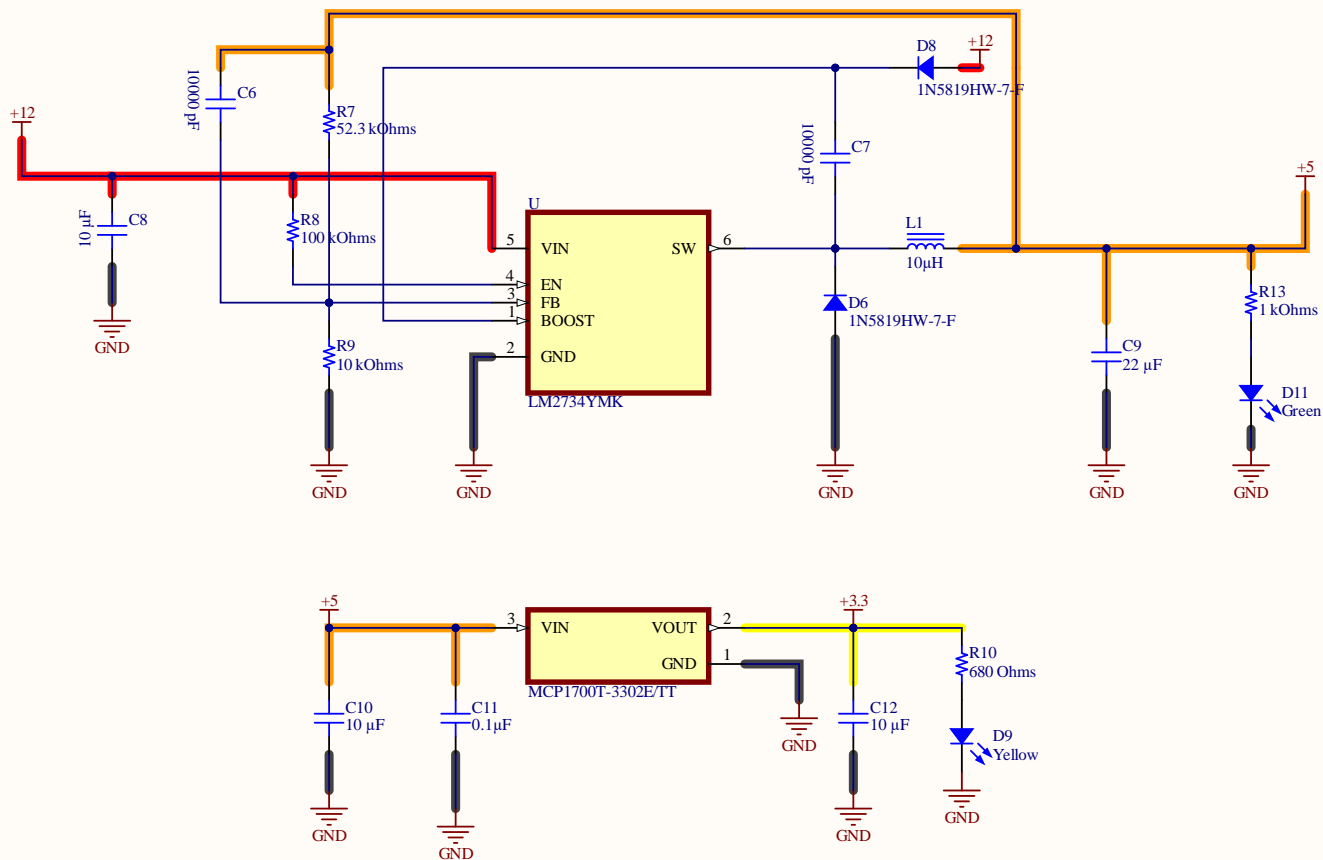 +12
D8
1N5819HW-7-F
10000 pF
C6
+12
R7
52.3 kOhms
10000 pF
C7
+5
10 µF
C8
R8
100 kOhms
U
5
VIN
SW
6
L1
10µH
4
EN
3
FB
1
BOOST
2
GND
LM2734YMK
D6
1N5819HW-7-F
R13
1 kOhms
GND
R9
10 kOhms
C9
22 µF
D11
Green
GND
GND
GND
GND
GND
+5
3
VIN
VOUT
2
GND
1
MCP1700T-3302E/TT
+3.3
R10
680 Ohms
C10
10 µF
C11
0.1µF
GND
C12
10 µF
D9
Yellow
GND
GND
GND
GND